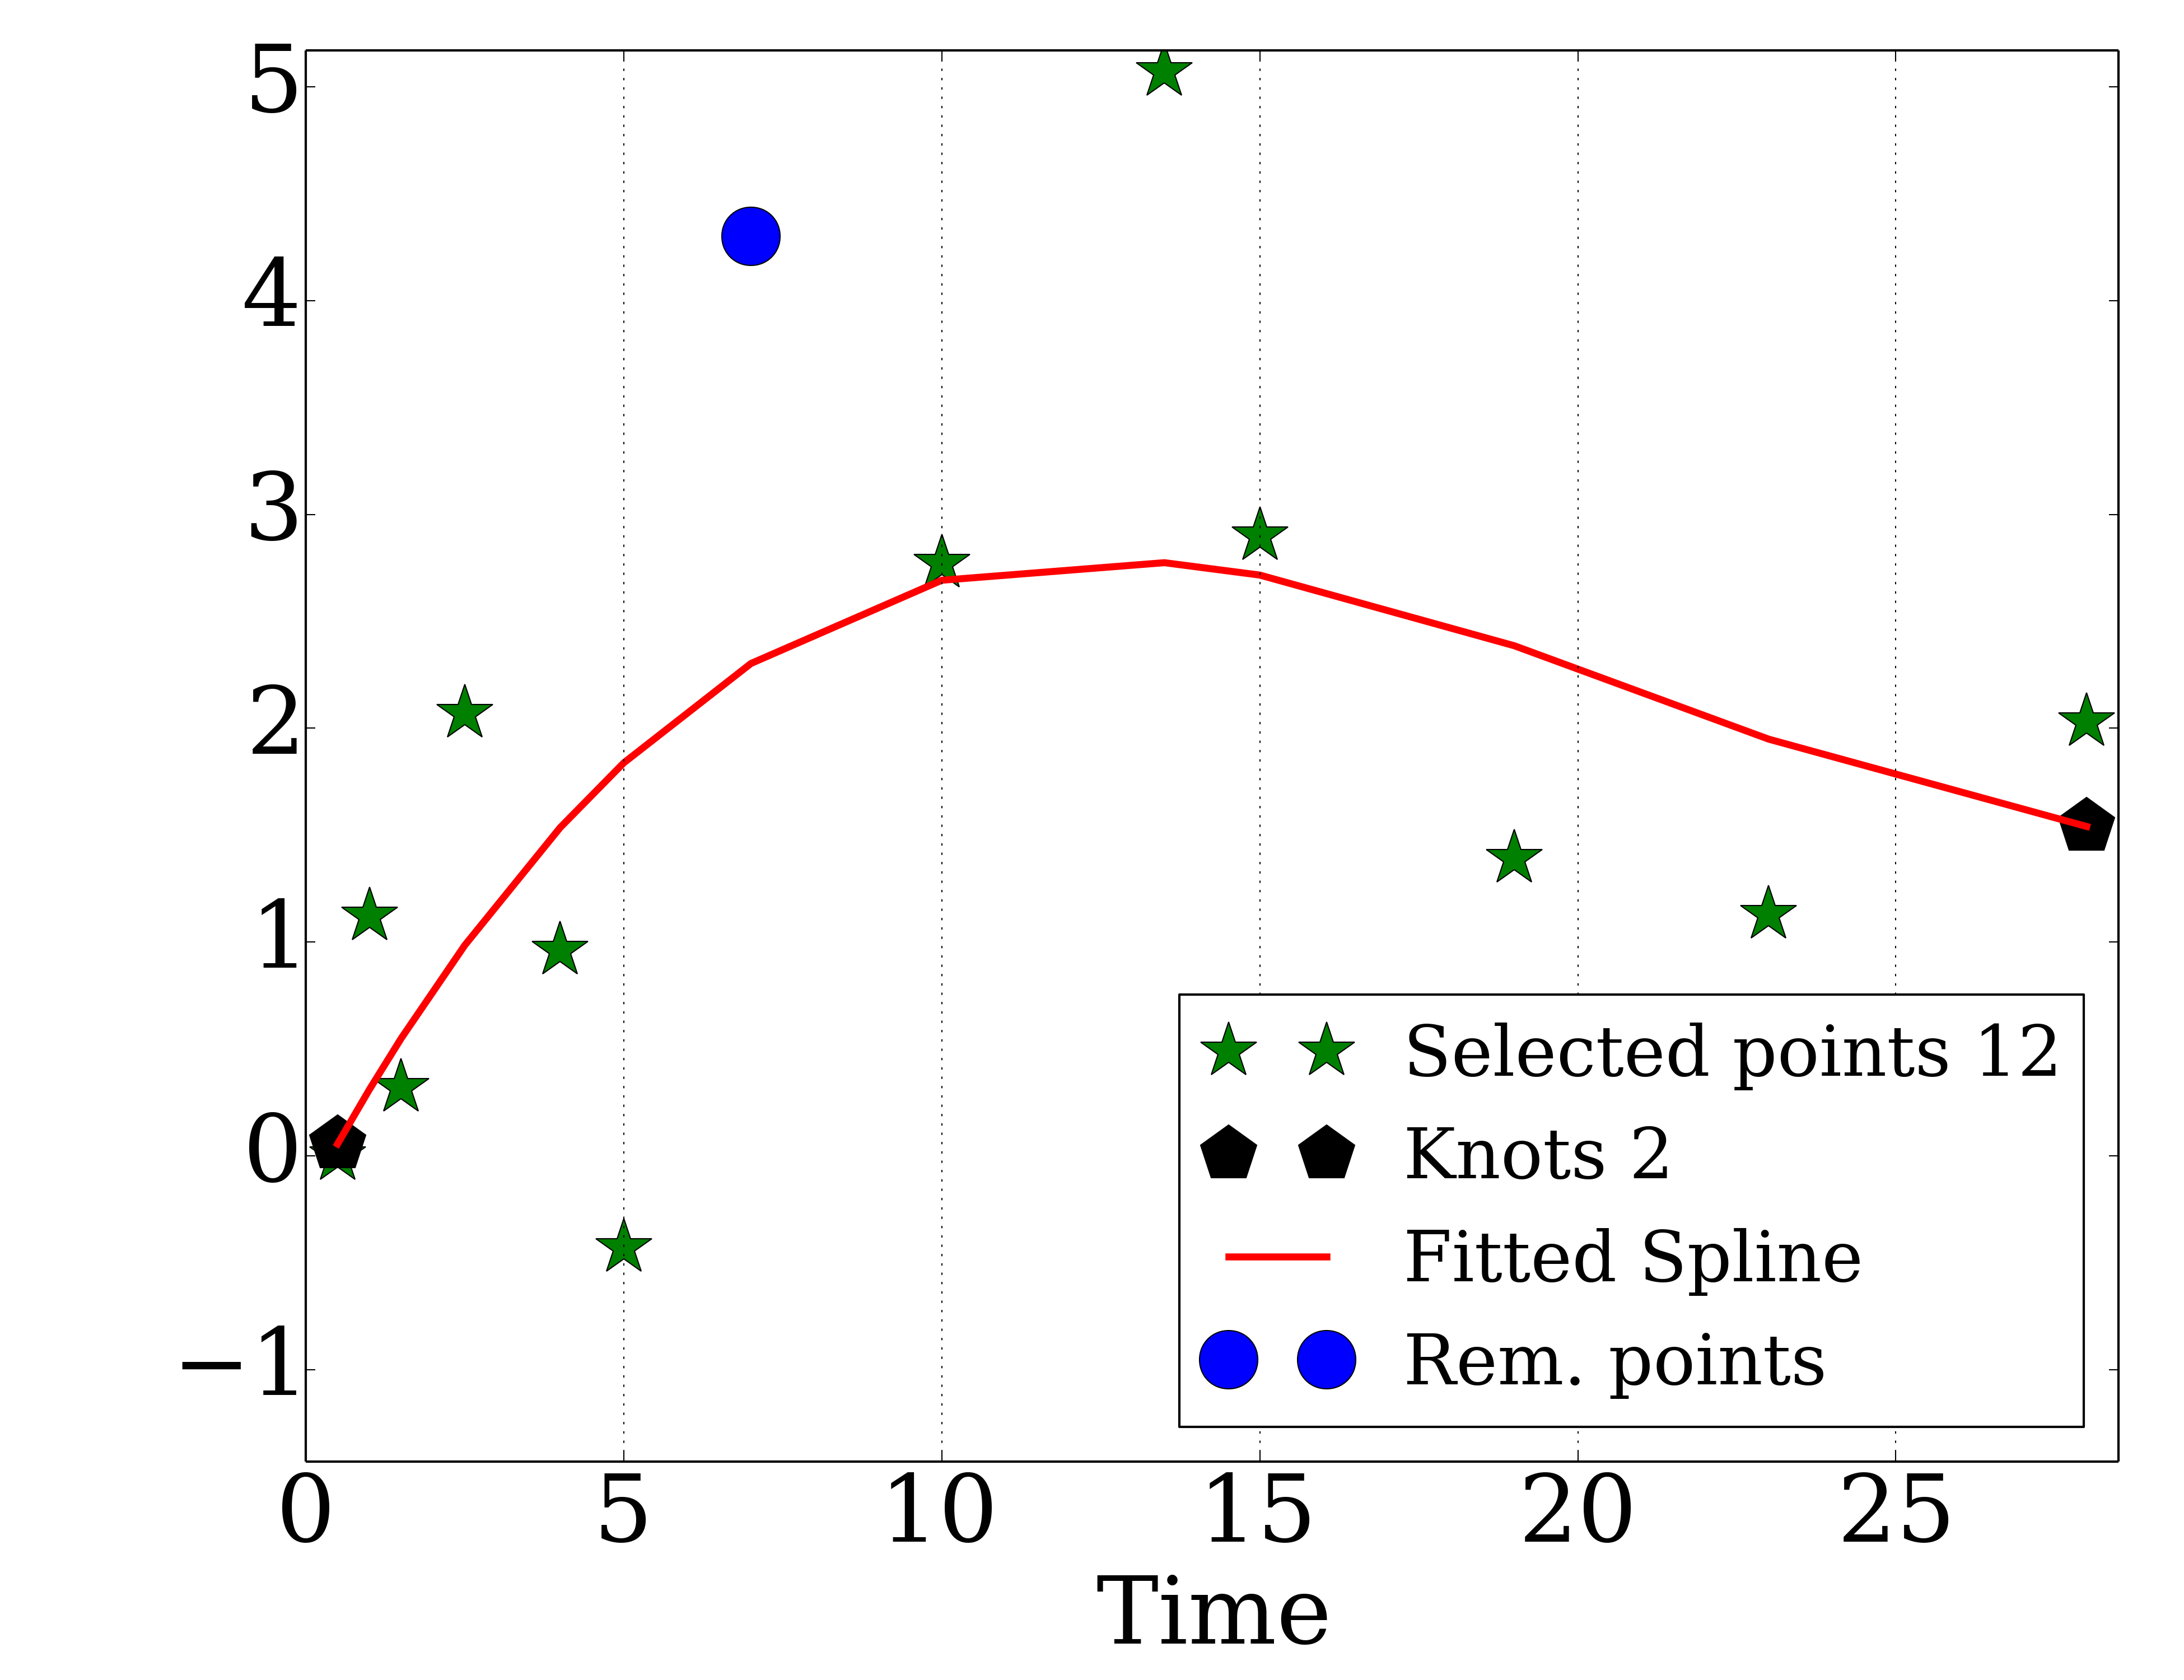 5
4
3
2
1
0
−1
Selected points 12
Knots 2
Fitted Spline
Rem. points
0 5 10 15 20 25
Time